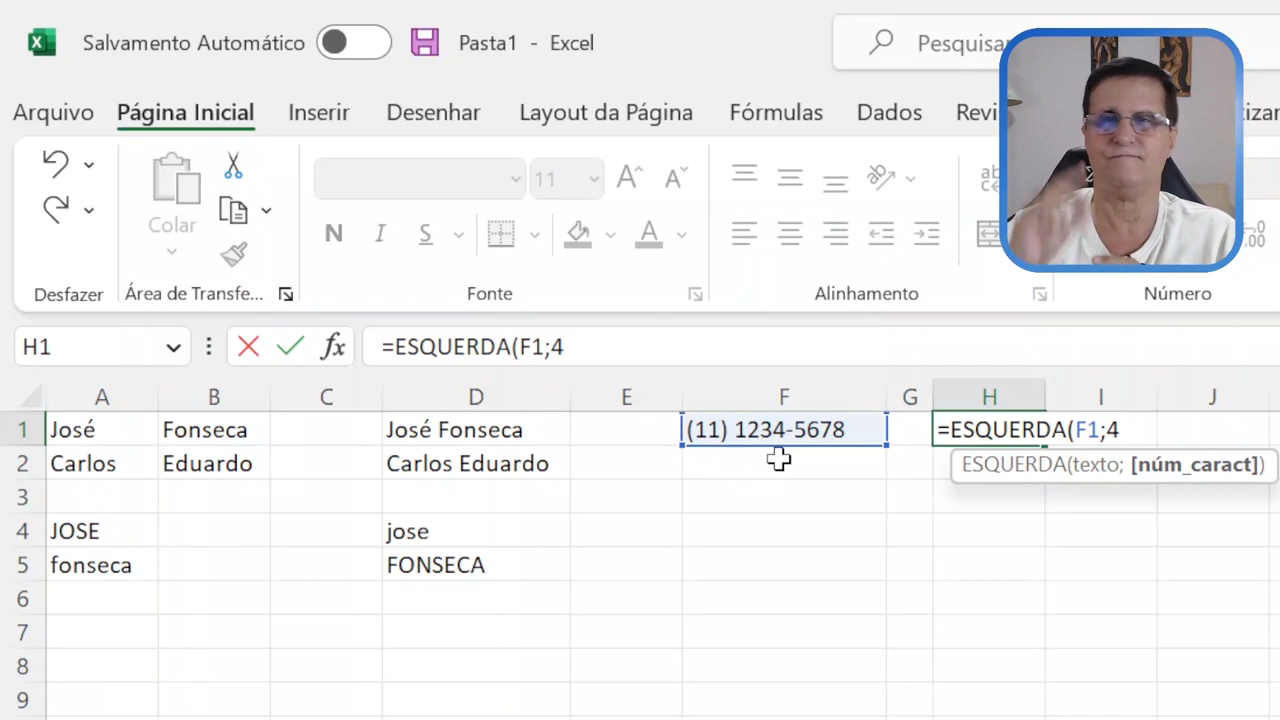 Salvamento Automático Pasta1 - Excel Pesquisar
Arquivo Página Inicial Inserir Desenhar Layout da Página Fórmulas Dados
Colar
11
N I S
Desfazer Área de Transfe... Fonte Alinhamento Número
H1 fx =ESQUERDA(F1;4
A B C D E F G H I J
1 José Fonseca José Fonseca (11) 1234-5678 =ESQUERDA(F1;4
2 Carlos Eduardo Carlos Eduardo ESQUERDA(texto; [núm_caract])
3
4 JOSE jose
5 fonseca FONSECA
6
7
8
9